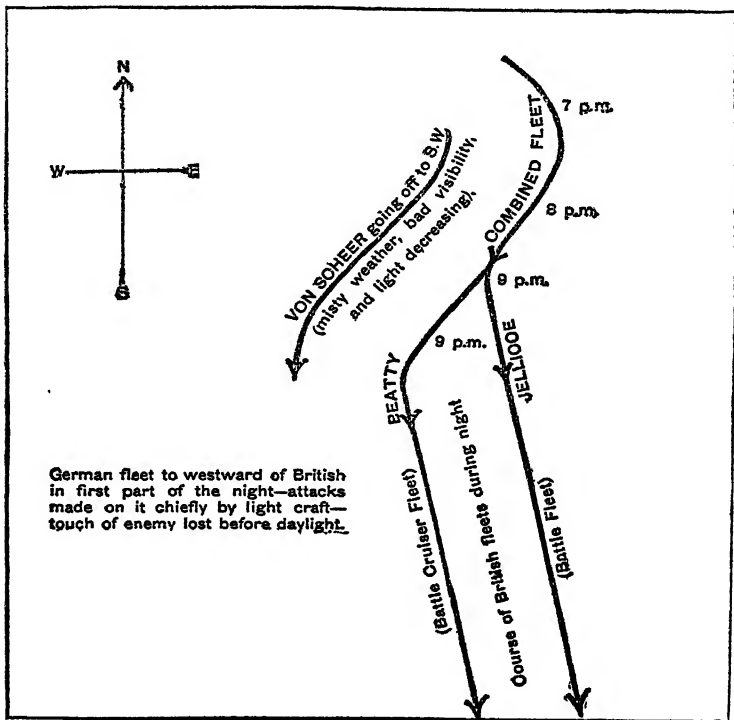 N
W
E
S
7 p.m.
COMBINED FLEET
8 p.m.
VON SCHEER going off to S.W.
(misty weather, bad visibility,
and light decreasing).
9 p.m.
9 p.m.
BEATTY
JELLICOE
German fleet to westward of British
in first part of the night—attacks
made on it chiefly by light craft—
touch of enemy lost before daylight.
(Battle Cruiser Fleet)
Course of British fleets during night
(Battle Fleet)